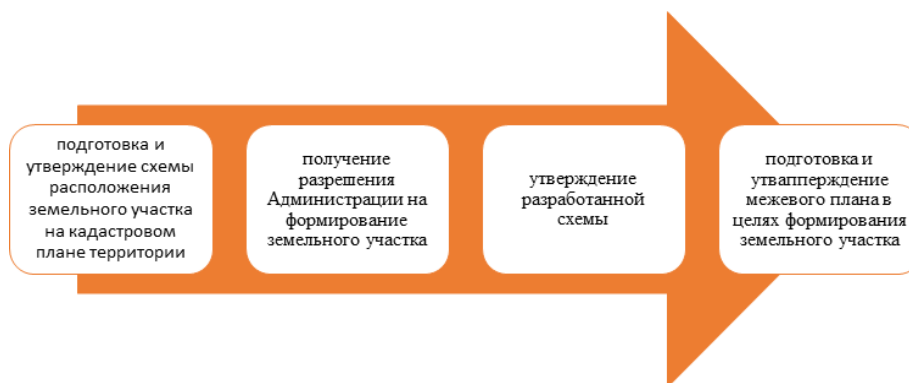 подготовка и
утверждение схемы
расположения
земельного участка
на кадастровом
плане территории
получение
разрешения
Администрации на
формирование
земельного участка
утверждение
разработанной
схемы
подготовка и
утвапперждение
межевого плана в
целях формирования
земельного участка